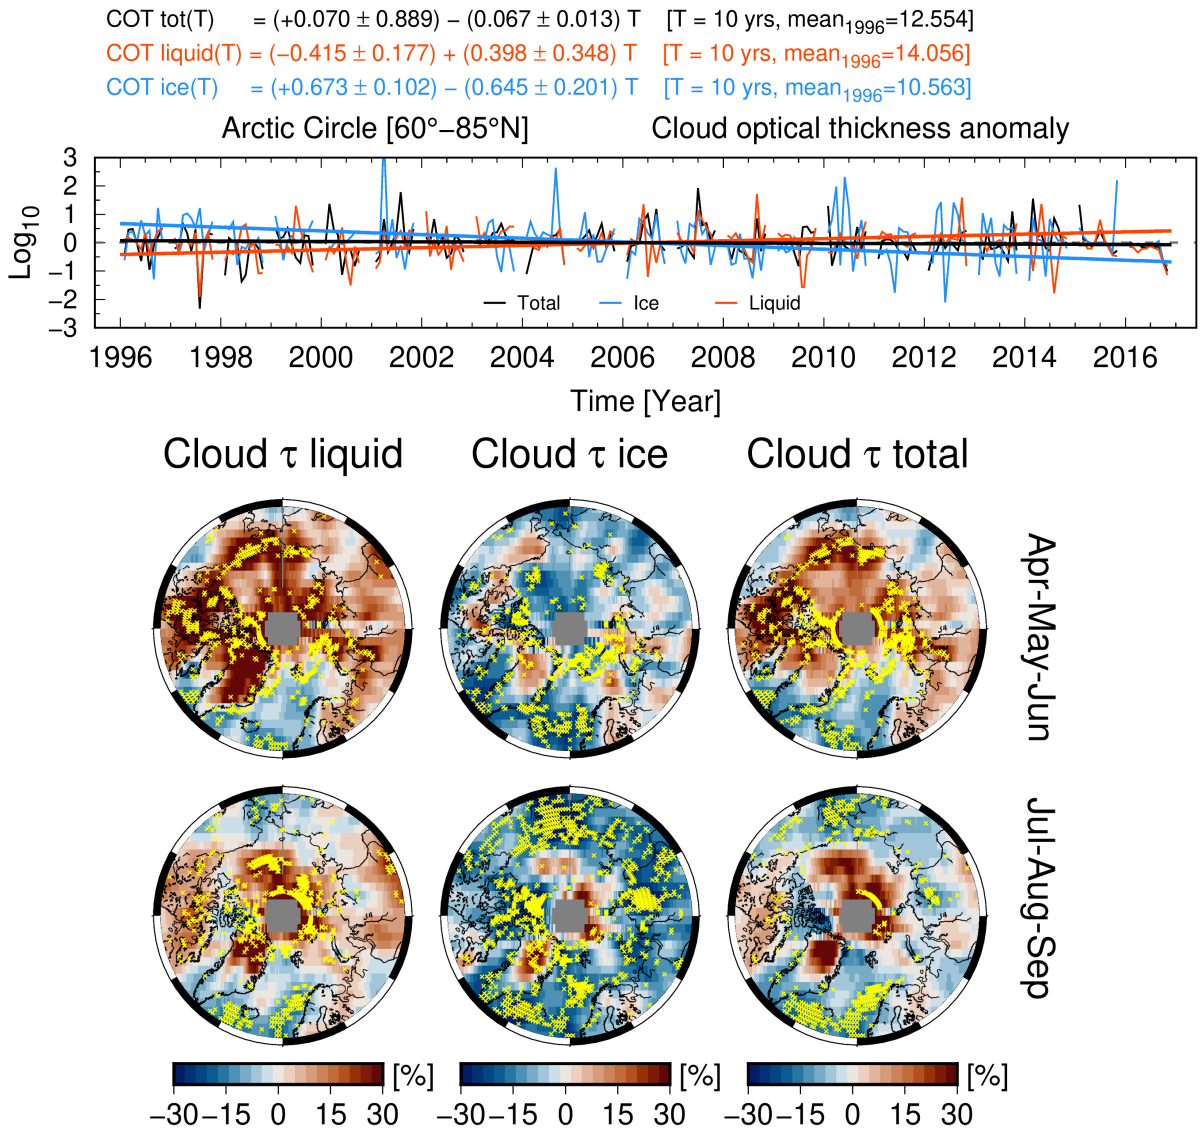 COT tot(T) = (+0.070 ± 0.889) − (0.067 ± 0.013) T [T = 10 yrs, mean1996=12.554]
COT liquid(T) = (−0.415 ± 0.177) + (0.398 ± 0.348) T [T = 10 yrs, mean1996=14.056]
COT ice(T) = (+0.673 ± 0.102) − (0.645 ± 0.201) T [T = 10 yrs, mean1996=10.563]
Arctic Circle [60°−85°N] Cloud optical thickness anomaly
3
2
1
0
−1
−2
−3
Log10
Total Ice Liquid
1996 1998 2000 2002 2004 2006 2008 2010 2012 2014 2016
Time [Year]
Cloud τ liquid Cloud τ ice Cloud τ total
Apr-May-Jun
Jul-Aug-Sep
[%] [%] [%]
−30 −15 0 15 30 −30 −15 0 15 30 −30 −15 0 15 30